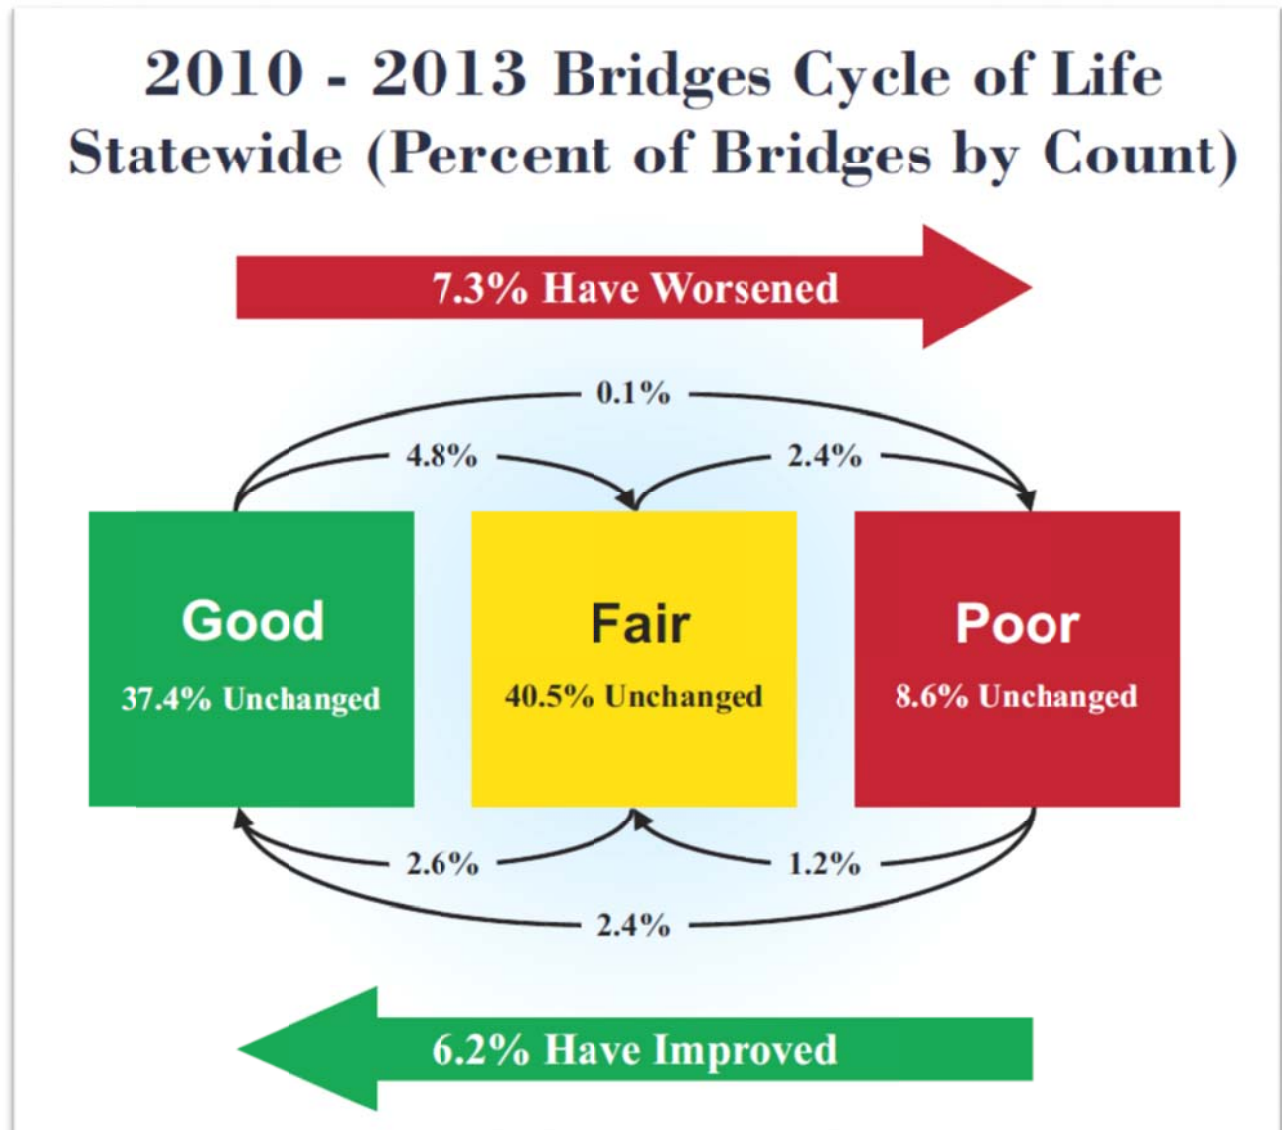 2010 - 2013 Bridges Cycle of Life
Statewide (Percent of Bridges by Count)
7.3% Have Worsened
0.1%
4.8%
2.4%
Good
37.4% Unchanged
Fair
40.5% Unchanged
Poor
8.6% Unchanged
2.6%
1.2%
2.4%
6.2% Have Improved